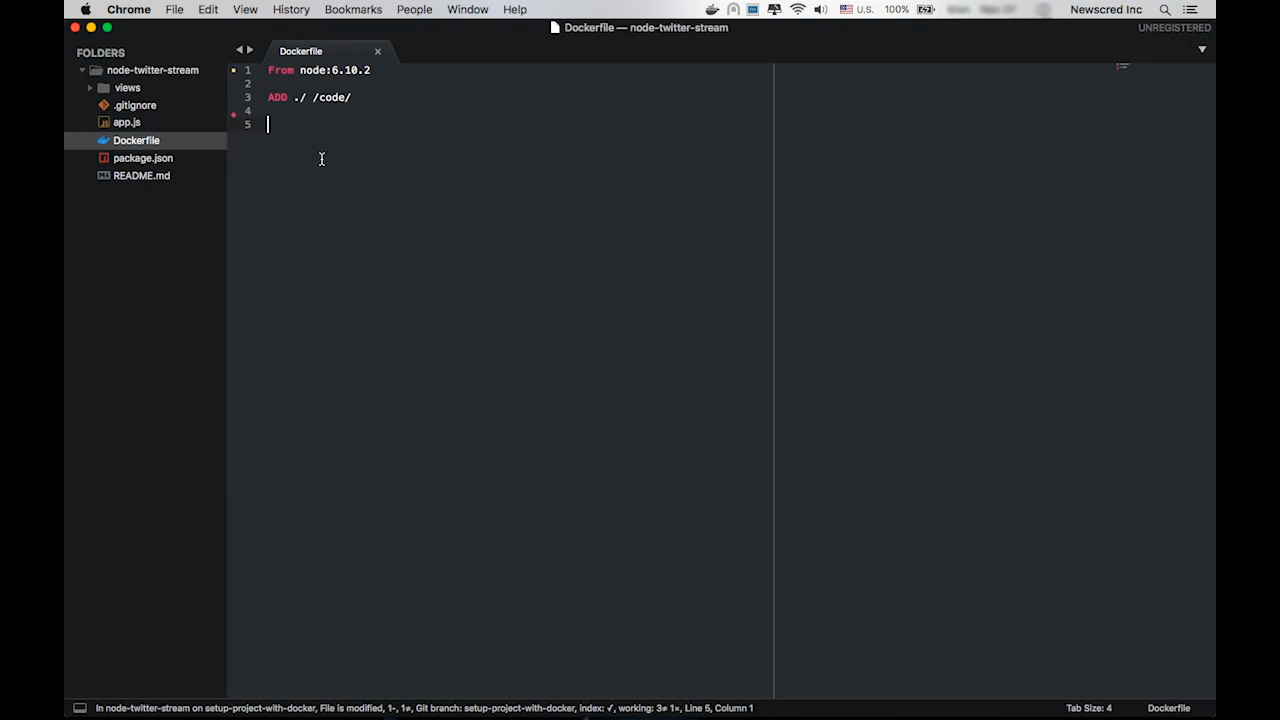 Chrome File Edit View History Bookmarks People Window Help U.S. 100% Newscred Inc
Dockerfile — node-twitter-stream UNREGISTERED
FOLDERS
node-twitter-stream
views
.gitignore
app.js
Dockerfile
package.json
README.md
Dockerfile ×
1 From node:6.10.2
2
3 ADD ./ /code/
4
5
In node-twitter-stream on setup-project-with-docker, File is modified, 1-, 1≠, Git branch: setup-project-with-docker, index: ✓, working: 3≠ 1×, Line 5, Column 1 Tab Size: 4 Dockerfile